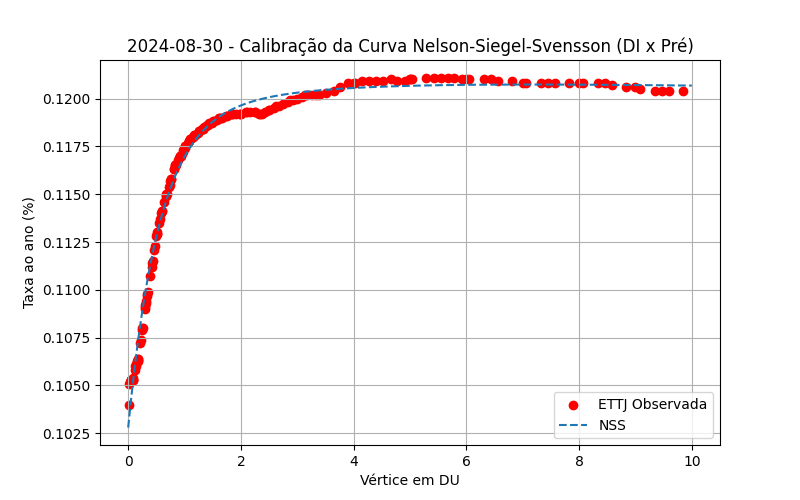 2024-08-30 - Calibração da Curva Nelson-Siegel-Svensson (DI x Pré)
Taxa ao ano (%)
0.1200
0.1175
0.1150
0.1125
0.1100
0.1075
0.1050
0.1025
ETTJ Observada
NSS
0 2 4 6 8 10
Vértice em DU